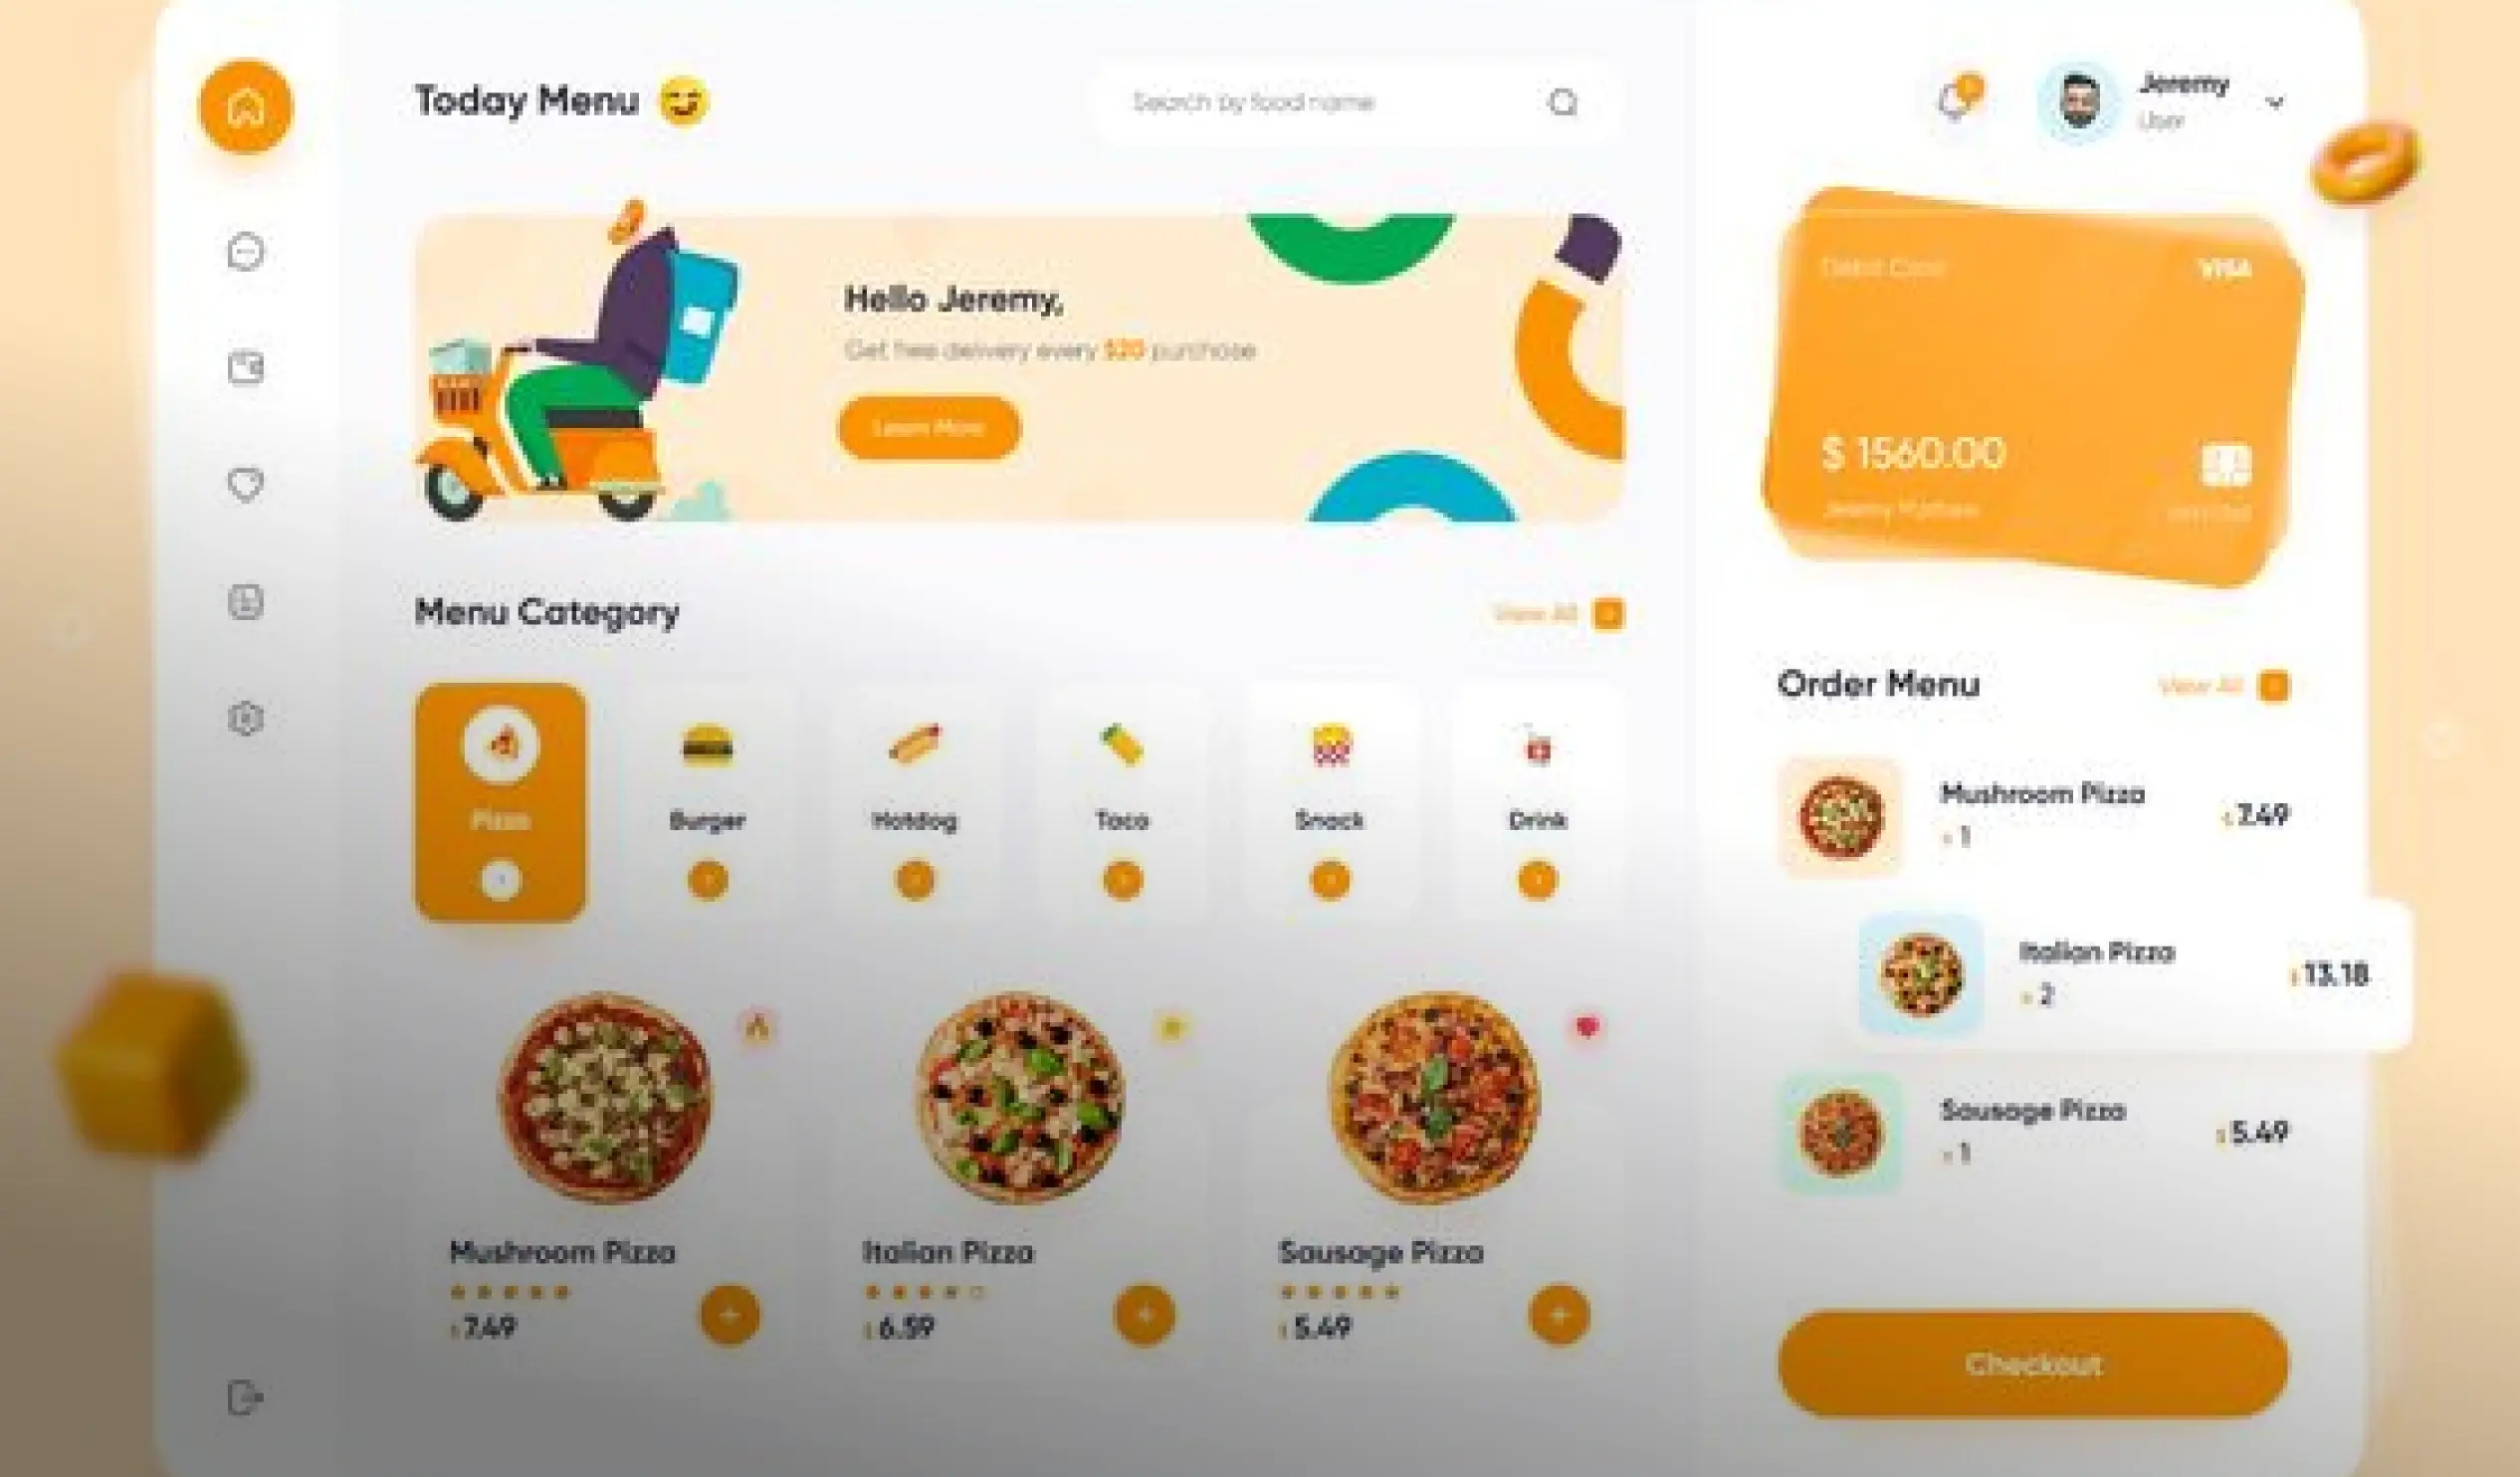 Today Menu
Search by food name
Jeremy
User
Hello Jeremy,
Get free delivery every $20 purchase
Learn More
Debit Card
VISA
$ 1560.00
Jeremy
Menu Category
View All
Pizza
Burger
Hotdog
Taco
Snack
Drink
Mushroom Pizza
$ 7.49
Italian Pizza
$ 6.59
Sausage Pizza
$ 5.49
Order Menu
View All
Mushroom Pizza
x 1
$ 7.49
Italian Pizza
x 2
$ 13.18
Sausage Pizza
x 1
$ 5.49
Checkout